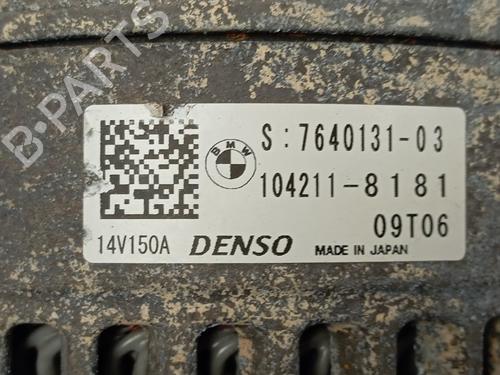 B-PARTS
BMW
S:7640131-03
104211-8181
09T06
14V150A DENSO MADE IN JAPAN